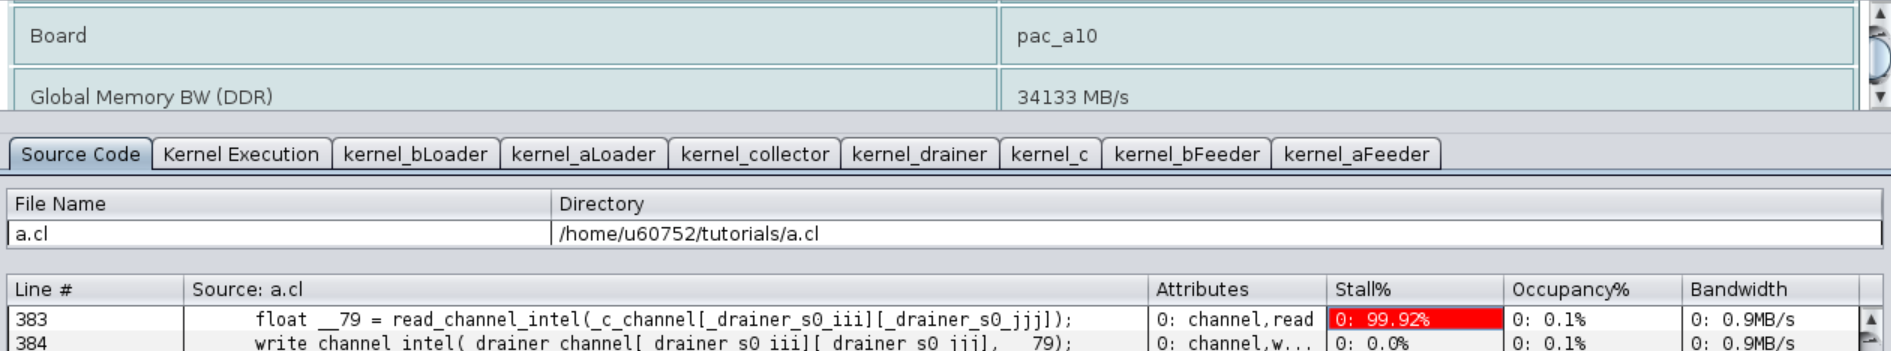 Board pac_a10
Global Memory BW (DDR) 34133 MB/s
Source Code Kernel Execution kernel_bLoader kernel_aLoader kernel_collector kernel_drainer kernel_c kernel_bFeeder kernel_aFeeder
File Name Directory
a.cl /home/u60752/tutorials/a.cl
Line # Source: a.cl Attributes Stall% Occupancy% Bandwidth
383 float __79 = read_channel_intel(_c_channel[_drainer_s0_iii][_drainer_s0_jjj]); 0: channel,read 0: 99.92% 0: 0.1% 0: 0.9MB/s
384 write_channel_intel(_drainer_channel[_drainer_s0_iii][_drainer_s0_jjj], __79); 0: channel,w... 0: 0.0% 0: 0.1% 0: 0.9MB/s